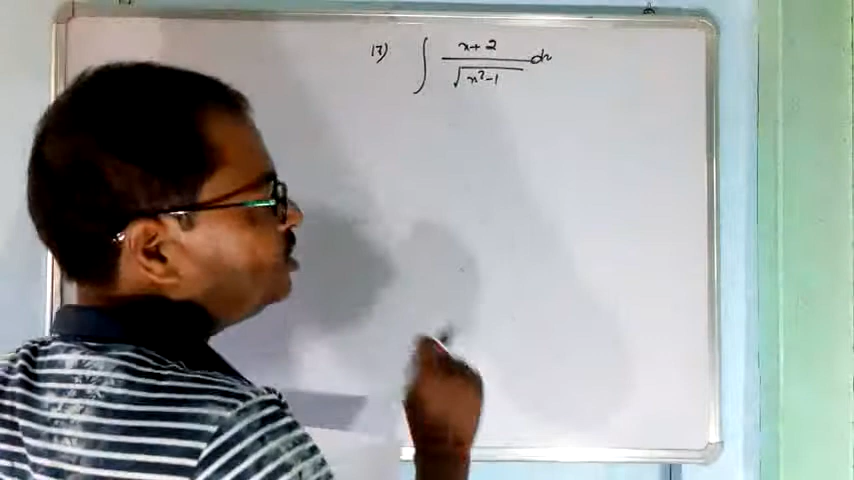 17) ∫ x+2 / √x²-1 dx